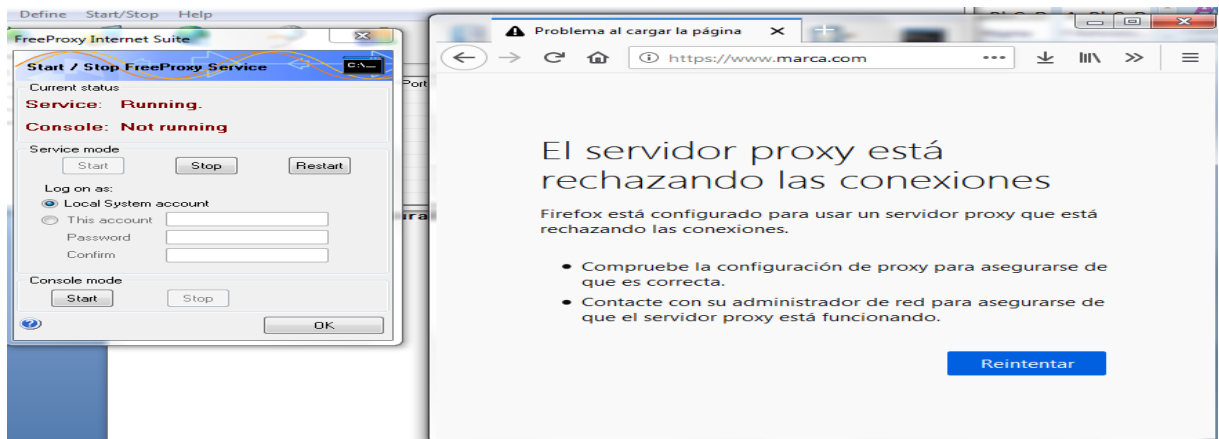 Define Start/Stop Help
FreeProxy Internet Suite
Start / Stop FreeProxy Service
C:\_
Current status
Service: Running.
Console: Not running
Service mode
Start Stop Restart
Log on as:
Local System account
This account
Password
Confirm
Console mode
Start Stop
OK
Port
Problema al cargar la página
https://www.marca.com
El servidor proxy está
rechazando las conexiones
Firefox está configurado para usar un servidor proxy que está
rechazando las conexiones.
Compruebe la configuración de proxy para asegurarse de
que es correcta.
Contacte con su administrador de red para asegurarse de
que el servidor proxy está funcionando.
Reintentar